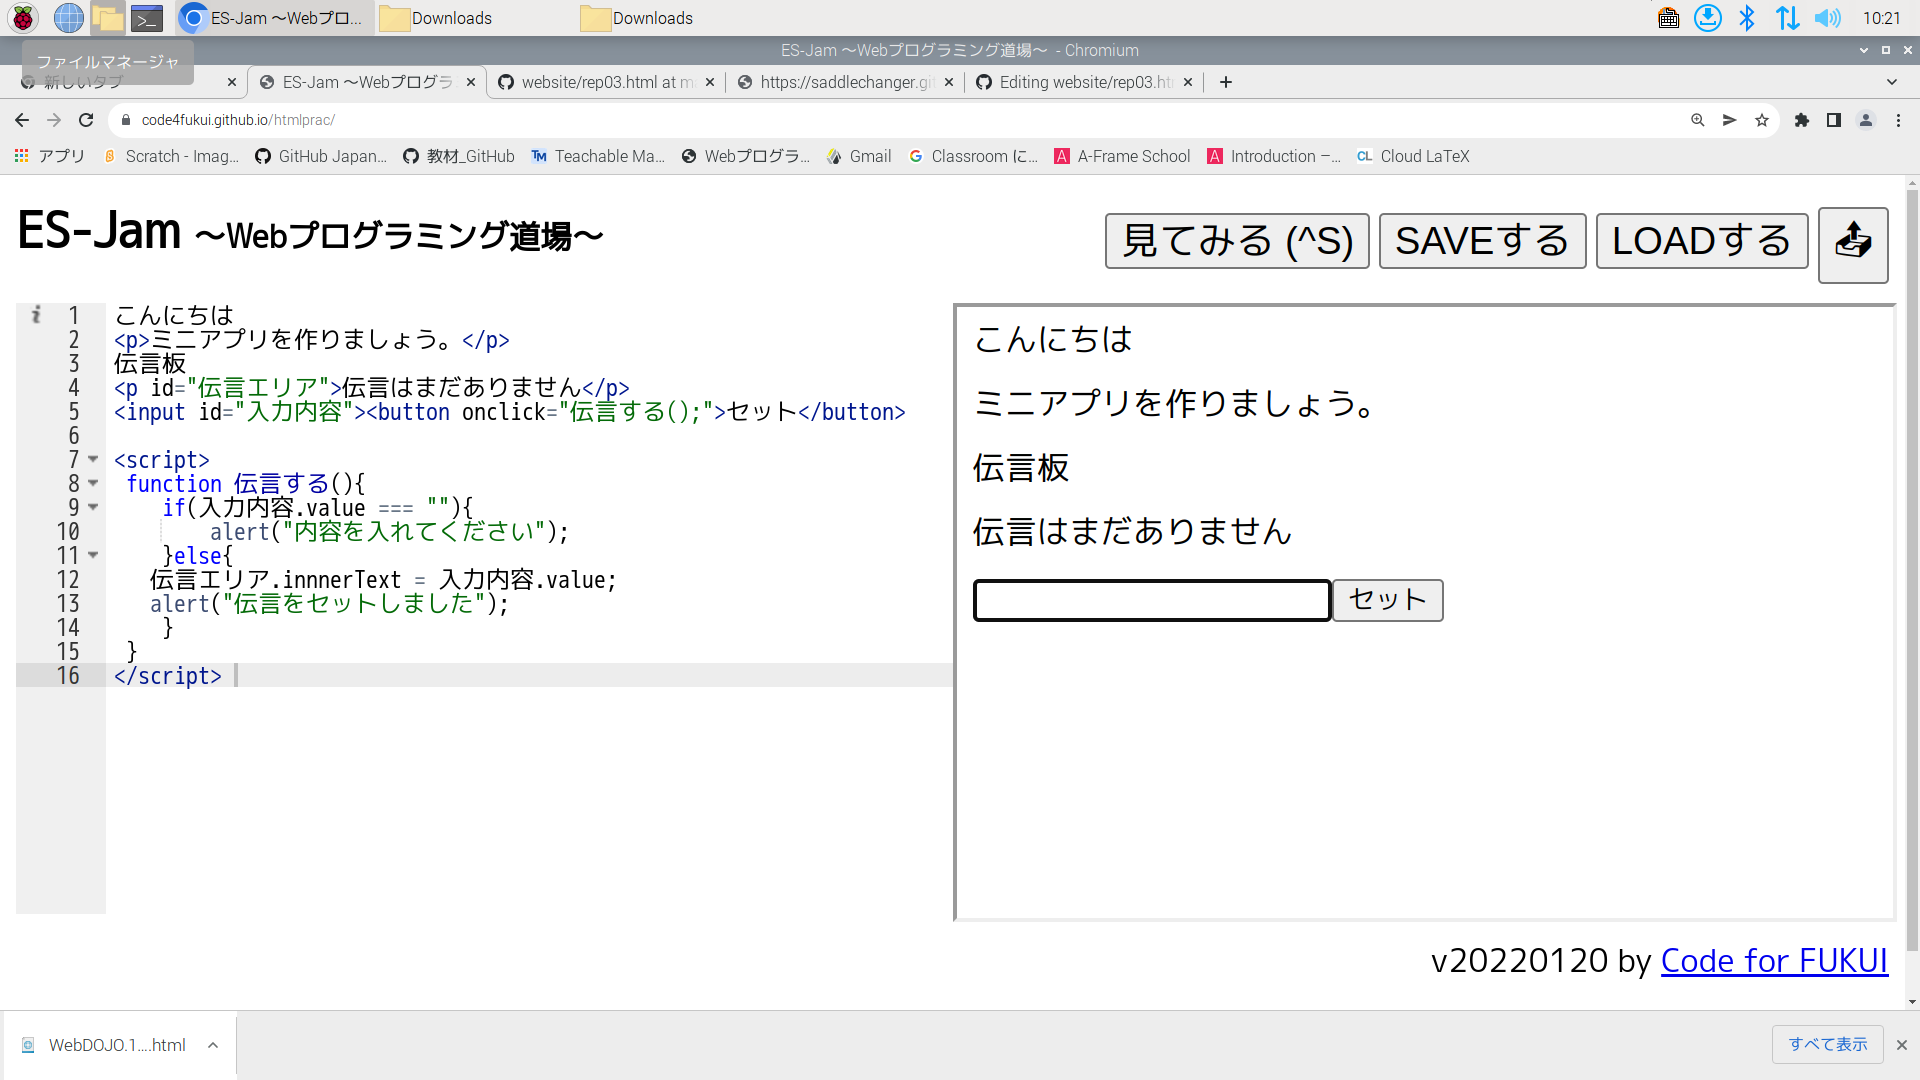 ES-Jam ～Webプロ... Downloads Downloads 10:21
ES-Jam ～Webプログラミング道場～ - Chromium
ファイルマネージャ
新しいタブ ES-Jam ～Webプログラ website/rep03.html at ma https://saddlechanger.git Editing website/rep03.htm
code4fukui.github.io/htmlprac/
アプリ Scratch - Imag... GitHub Japan... 教材_GitHub Teachable Ma... Webプログラ... Gmail Classroom に... A-Frame School Introduction –... Cloud LaTeX
ES-Jam ～Webプログラミング道場～
見てみる (^S) SAVEする LOADする
1 こんにちは
2 <p>ミニアプリを作りましょう。</p>
3 伝言板
4 <p id="伝言エリア">伝言はまだありません</p>
5 <input id="入力内容"><button onclick="伝言する();">セット</button>
6
7 <script>
8 function 伝言する(){
9 if(入力内容.value === ""){
10 alert("内容を入れてください");
11 }else{
12 伝言エリア.innnerText = 入力内容.value;
13 alert("伝言をセットしました");
14 }
15 }
16 </script>
こんにちは
ミニアプリを作りましょう。
伝言板
伝言はまだありません
セット
v20220120 by Code for FUKUI
WebDOJO.1....html すべて表示